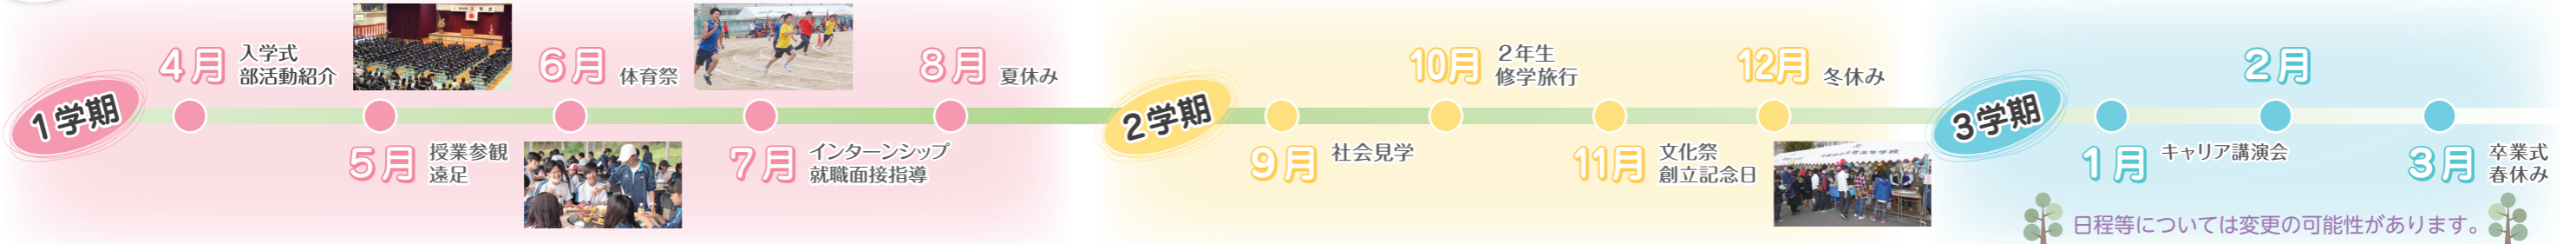 1学期
4月
入学式
部活動紹介
5月
授業参観
遠足
6月
体育祭
7月
インターンシップ
就職面接指導
8月
夏休み
2学期
9月
社会見学
10月
2年生
修学旅行
11月
文化祭
創立記念日
12月
冬休み
3学期
1月
キャリア講演会
2月
3月
卒業式
春休み
日程等については変更の可能性があります。